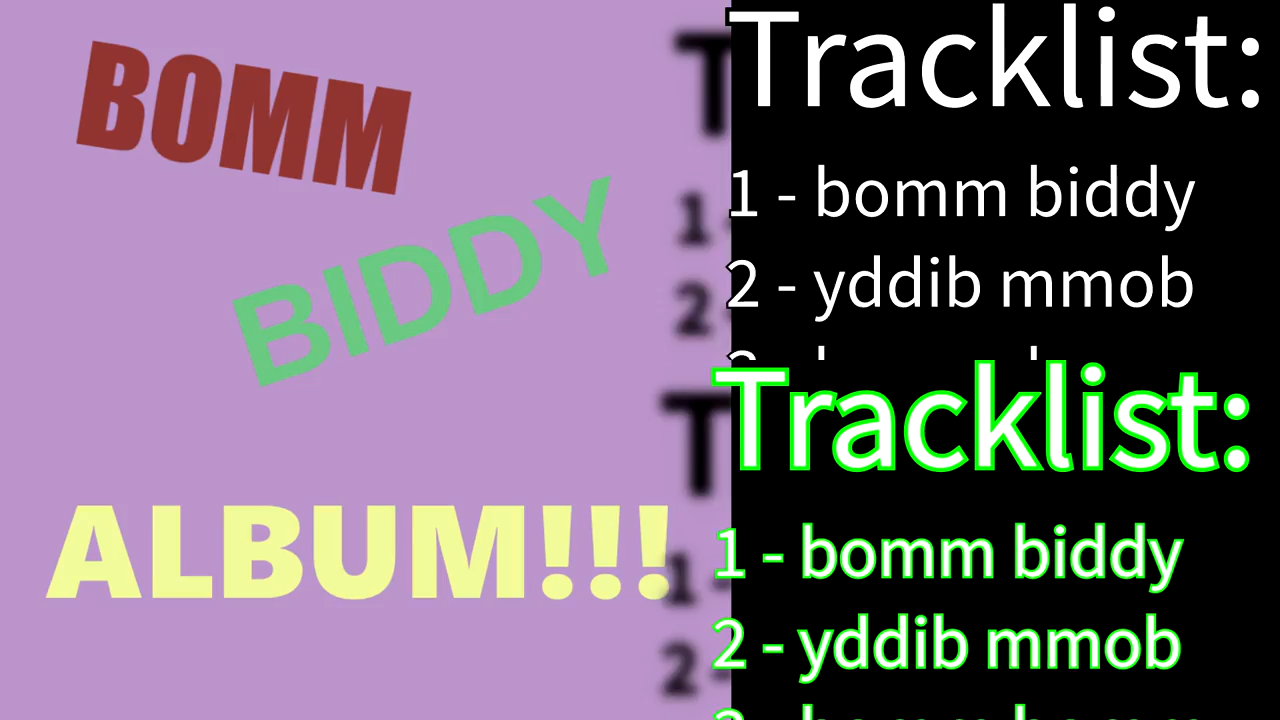 BOMM
BIDDY
ALBUM!!!
Tracklist:
1 - bomm biddy
2 - yddib mmob
Tracklist:
1 - bomm biddy
2 - yddib mmob